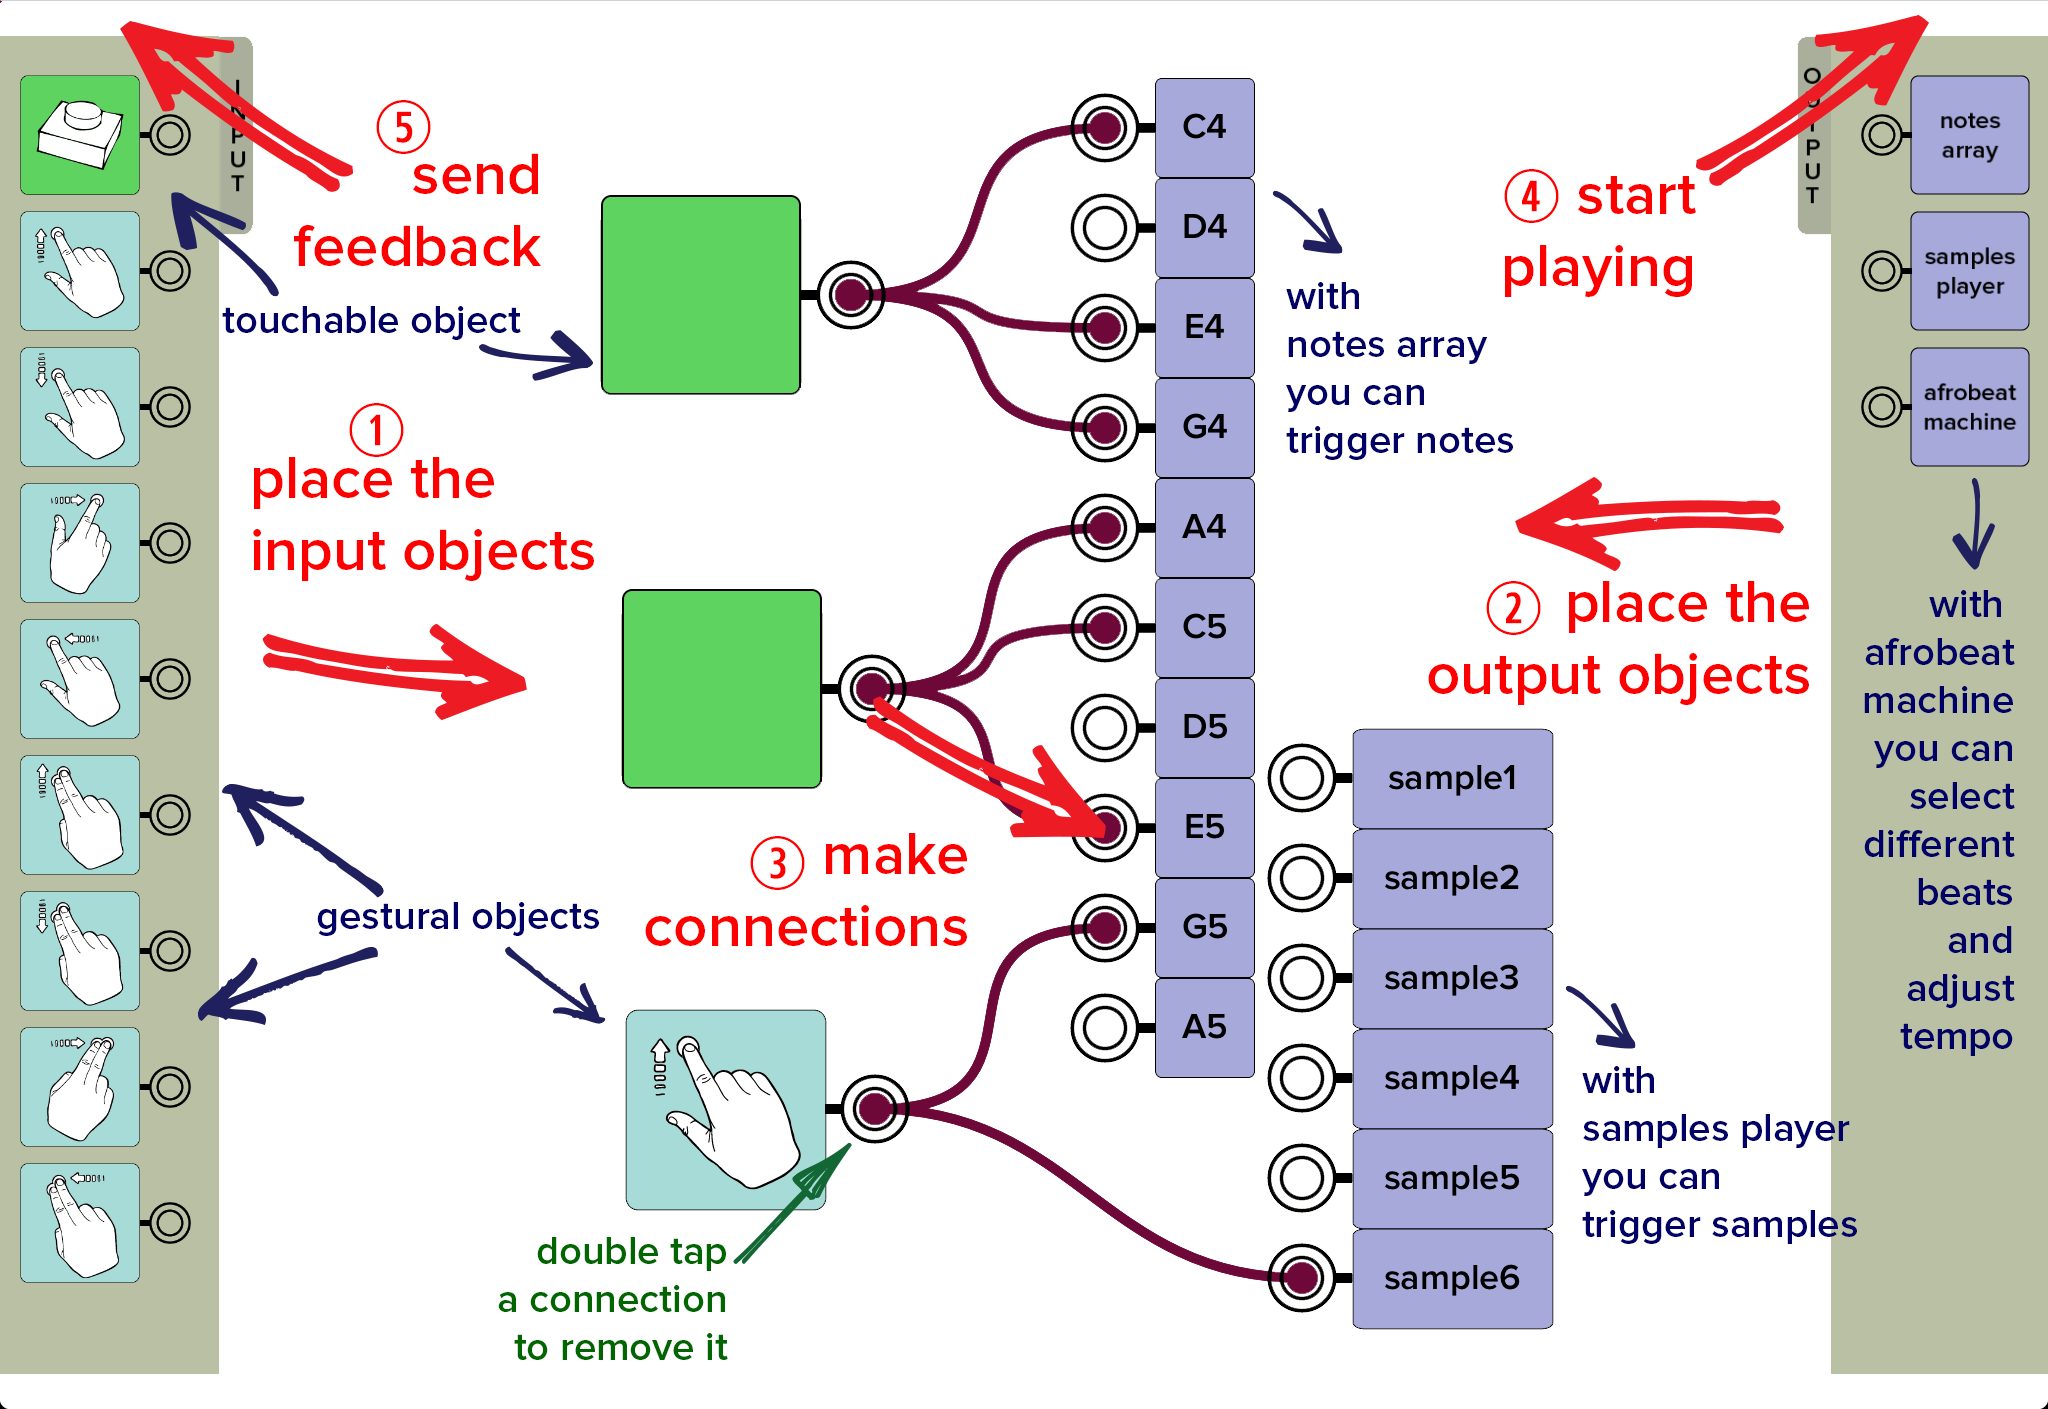 INPUT
⑤
send
feedback
touchable object
①
place the
input objects
gestural objects
③ make
connections
double tap
a connection
to remove it
C4
D4
E4
G4
A4
C5
D5
E5
G5
A5
with
notes array
you can
trigger notes
④ start
playing
② place the
output objects
sample1
sample2
sample3
sample4
sample5
sample6
with
samples player
you can
trigger samples
OUTPUT
notes
array
samples
player
afrobeat
machine
with
afrobeat
machine
you can
select
different
beats
and
adjust
tempo